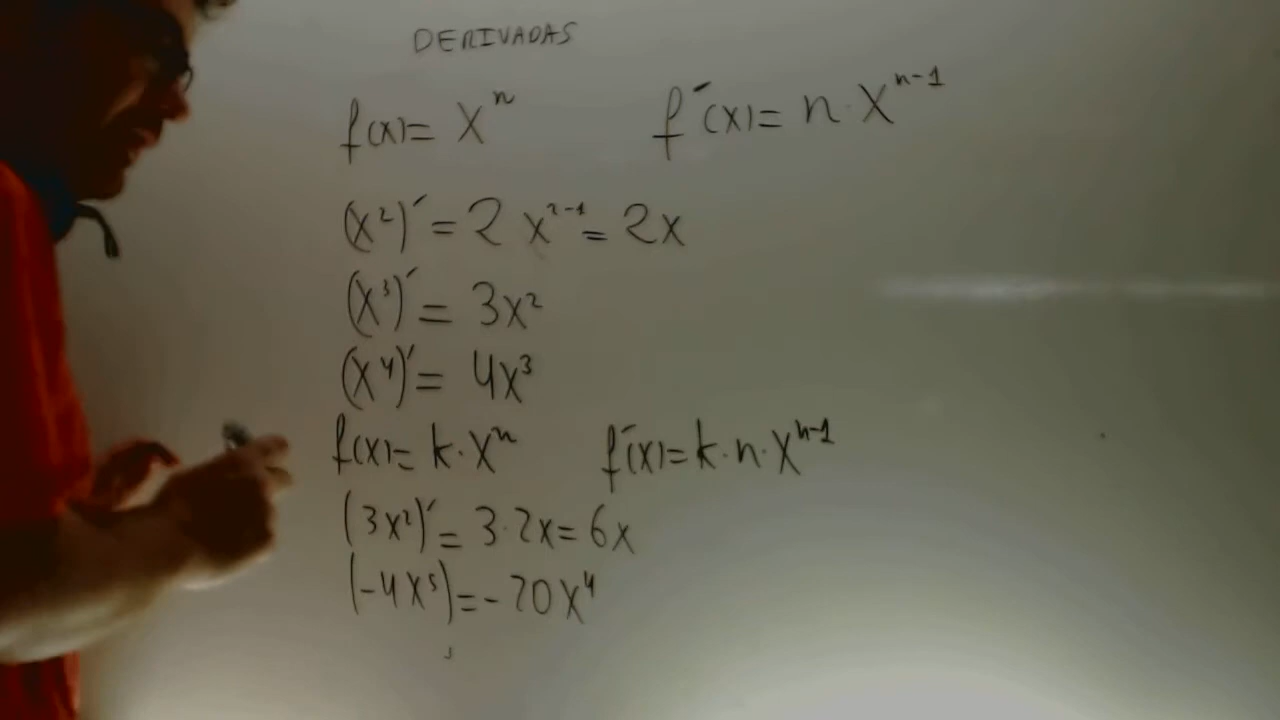 DERIVADAS
f(x)= x^n    f´(x)= n·x^{n-1}
(x²)´= 2 x^{2-1} = 2x
(x³)´= 3x²
(x⁴)´= 4x³
f(x)= k·x^n    f´(x)= k·n·x^{n-1}
(3x²)´= 3·2x= 6x
(-4x⁵)=-20x⁴